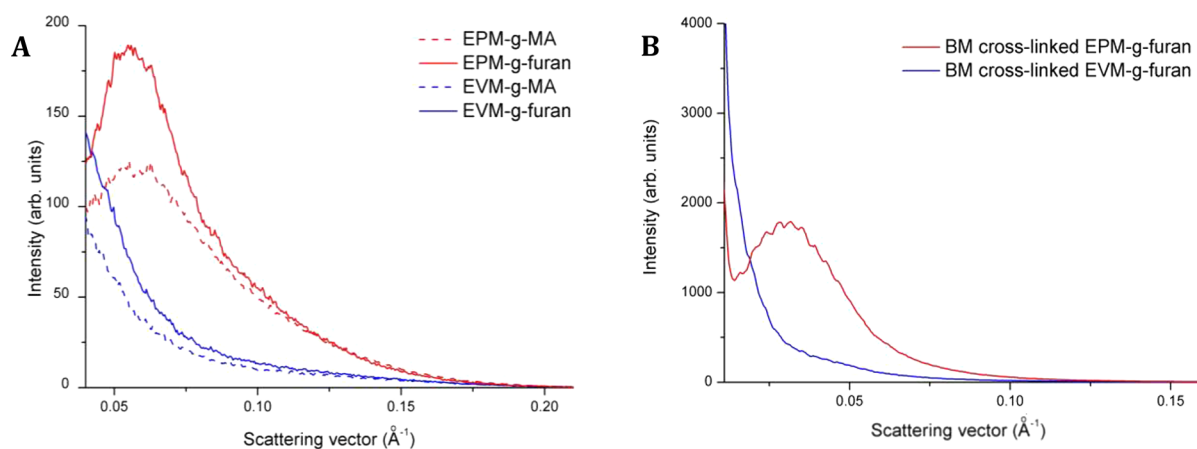 A
200
150
100
50
0
Intensity (arb. units)
0.05
0.10
0.15
0.20
Scattering vector (Å⁻¹)
EPM-g-MA
EPM-g-furan
EVM-g-MA
EVM-g-furan
B
4000
3000
2000
1000
0
Intensity (arb. units)
0.05
0.10
0.15
Scattering vector (Å⁻¹)
BM cross-linked EPM-g-furan
BM cross-linked EVM-g-furan